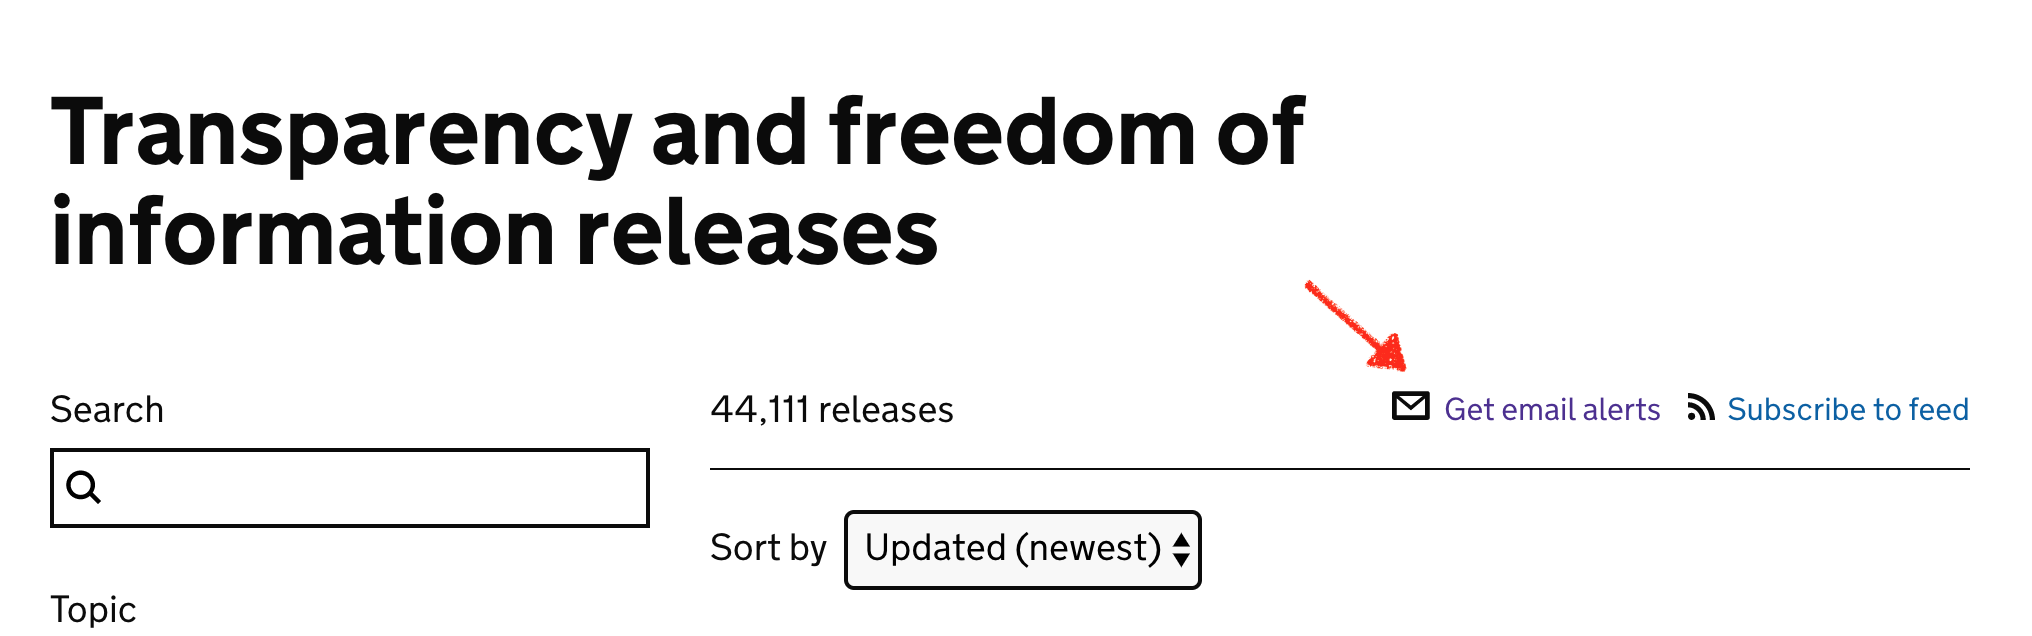 Transparency and freedom of
information releases
Search
44,111 releases
Get email alerts
Subscribe to feed
Sort by
Updated (newest)
Topic